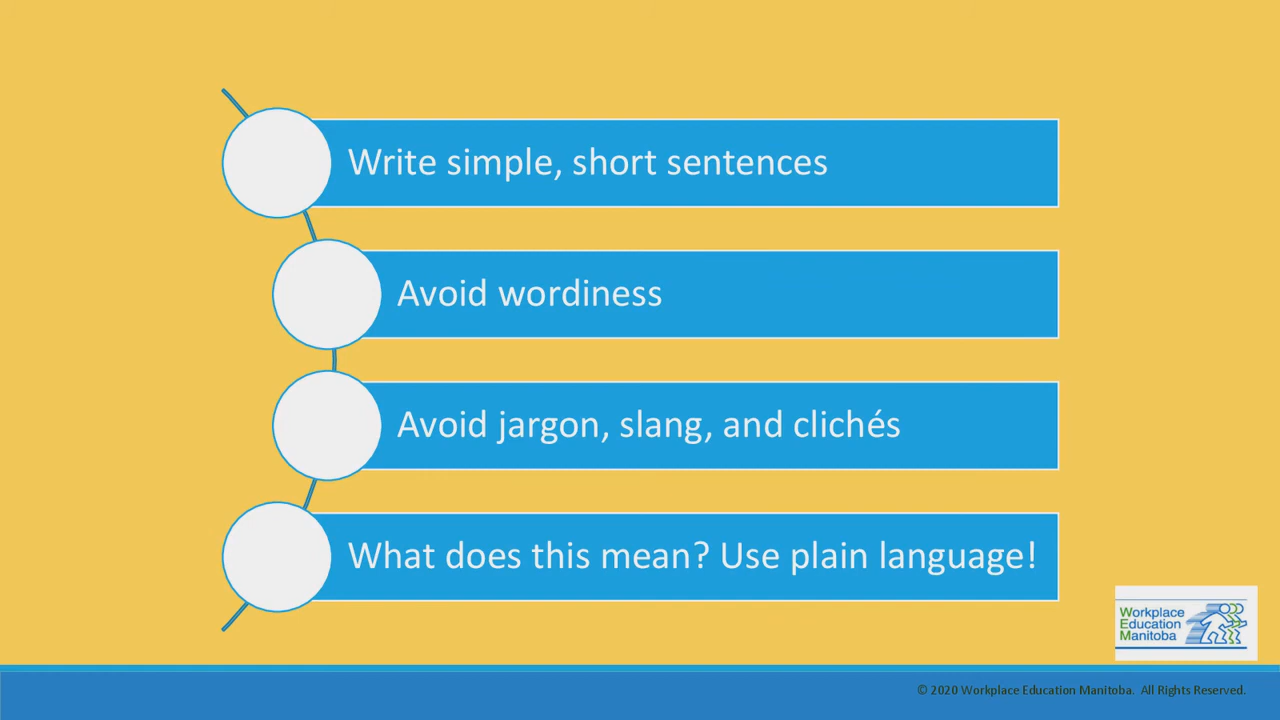 Write simple, short sentences
Avoid wordiness
Avoid jargon, slang, and clichés
What does this mean? Use plain language!
Workplace
Education
Manitoba
© 2020 Workplace Education Manitoba. All Rights Reserved.